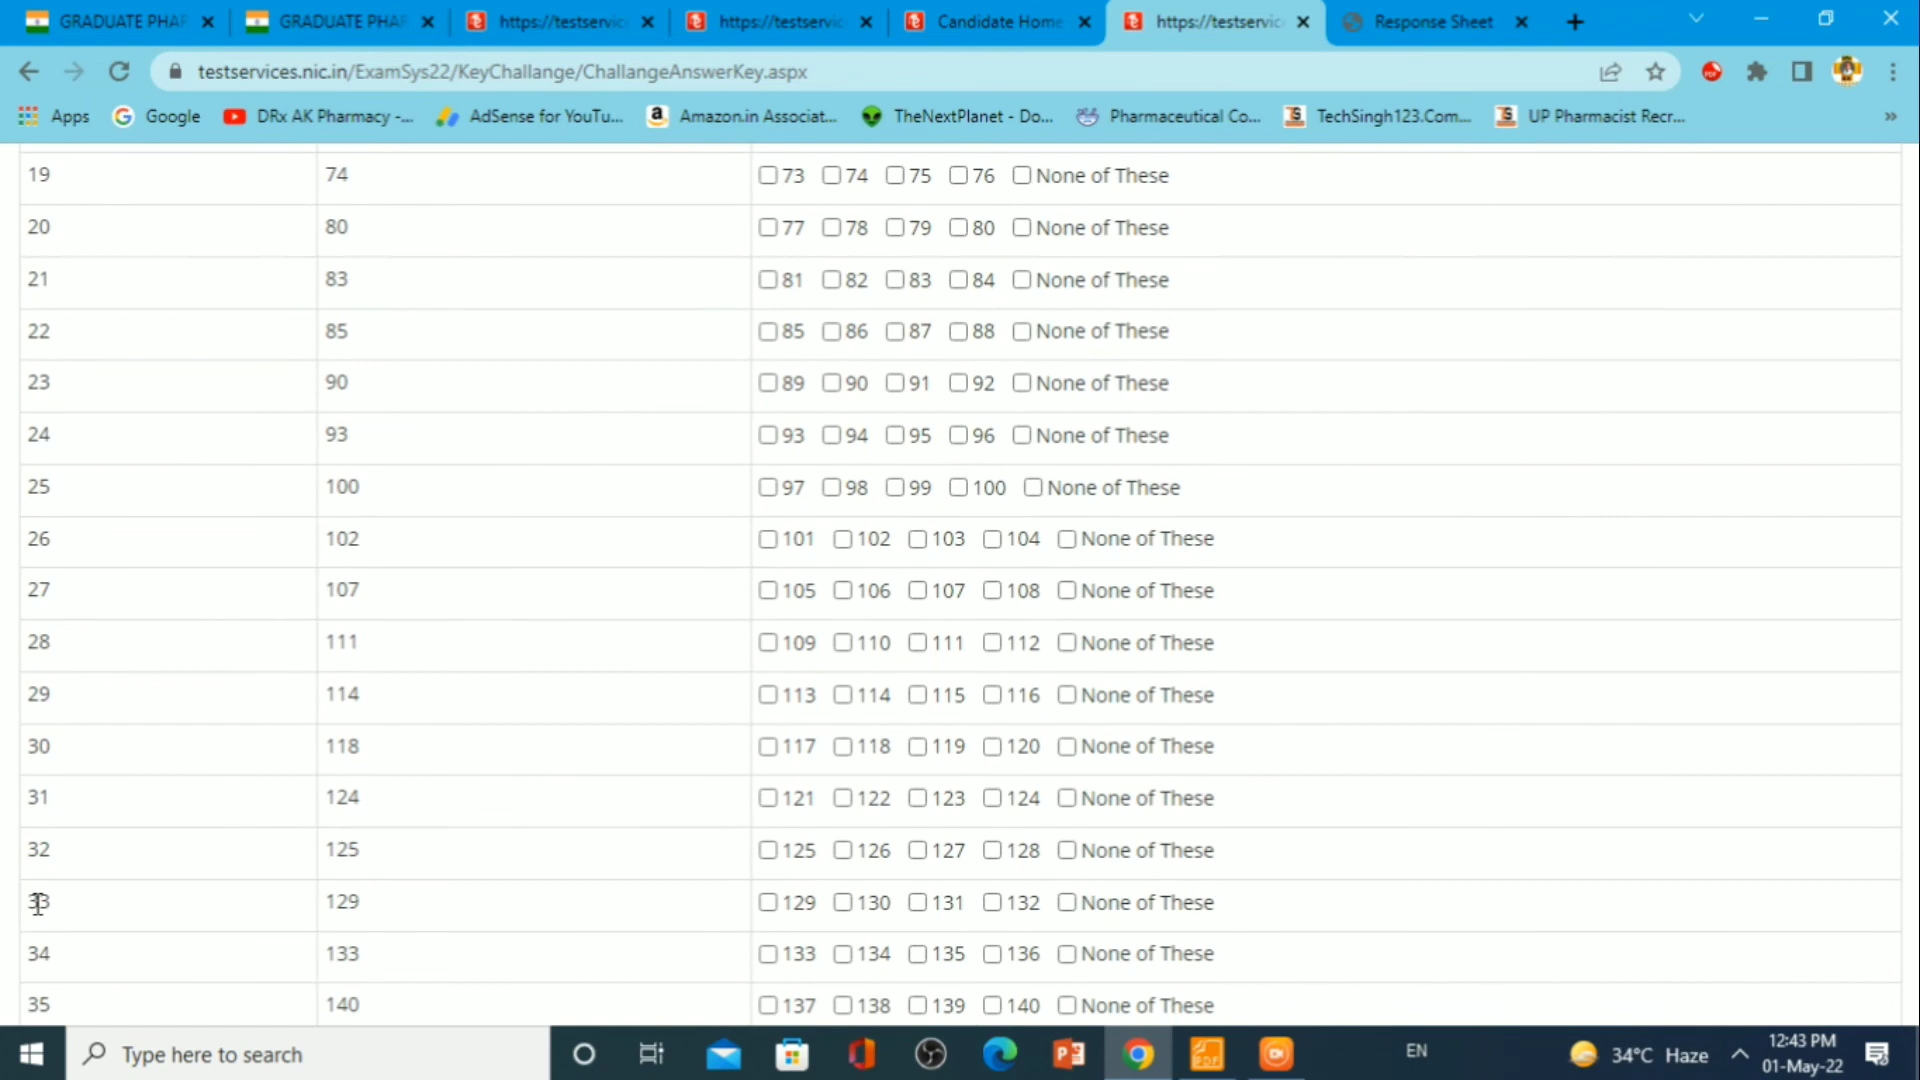 GRADUATE PHAR
GRADUATE PHAR
https://testservic
https://testservic
Candidate Home
https://testservic
Response Sheet
testservices.nic.in/ExamSys22/KeyChallange/ChallangeAnswerKey.aspx
Apps Google DRx AK Pharmacy -... AdSense for YouTu... Amazon.in Associat... TheNextPlanet - Do... Pharmaceutical Co... TechSingh123.Com... UP Pharmacist Recr... »
19 74 73 74 75 76 None of These
20 80 77 78 79 80 None of These
21 83 81 82 83 84 None of These
22 85 85 86 87 88 None of These
23 90 89 90 91 92 None of These
24 93 93 94 95 96 None of These
25 100 97 98 99 100 None of These
26 102 101 102 103 104 None of These
27 107 105 106 107 108 None of These
28 111 109 110 111 112 None of These
29 114 113 114 115 116 None of These
30 118 117 118 119 120 None of These
31 124 121 122 123 124 None of These
32 125 125 126 127 128 None of These
33 129 129 130 131 132 None of These
34 133 133 134 135 136 None of These
35 140 137 138 139 140 None of These
Type here to search
EN
34°C Haze
12:43 PM
01-May-22